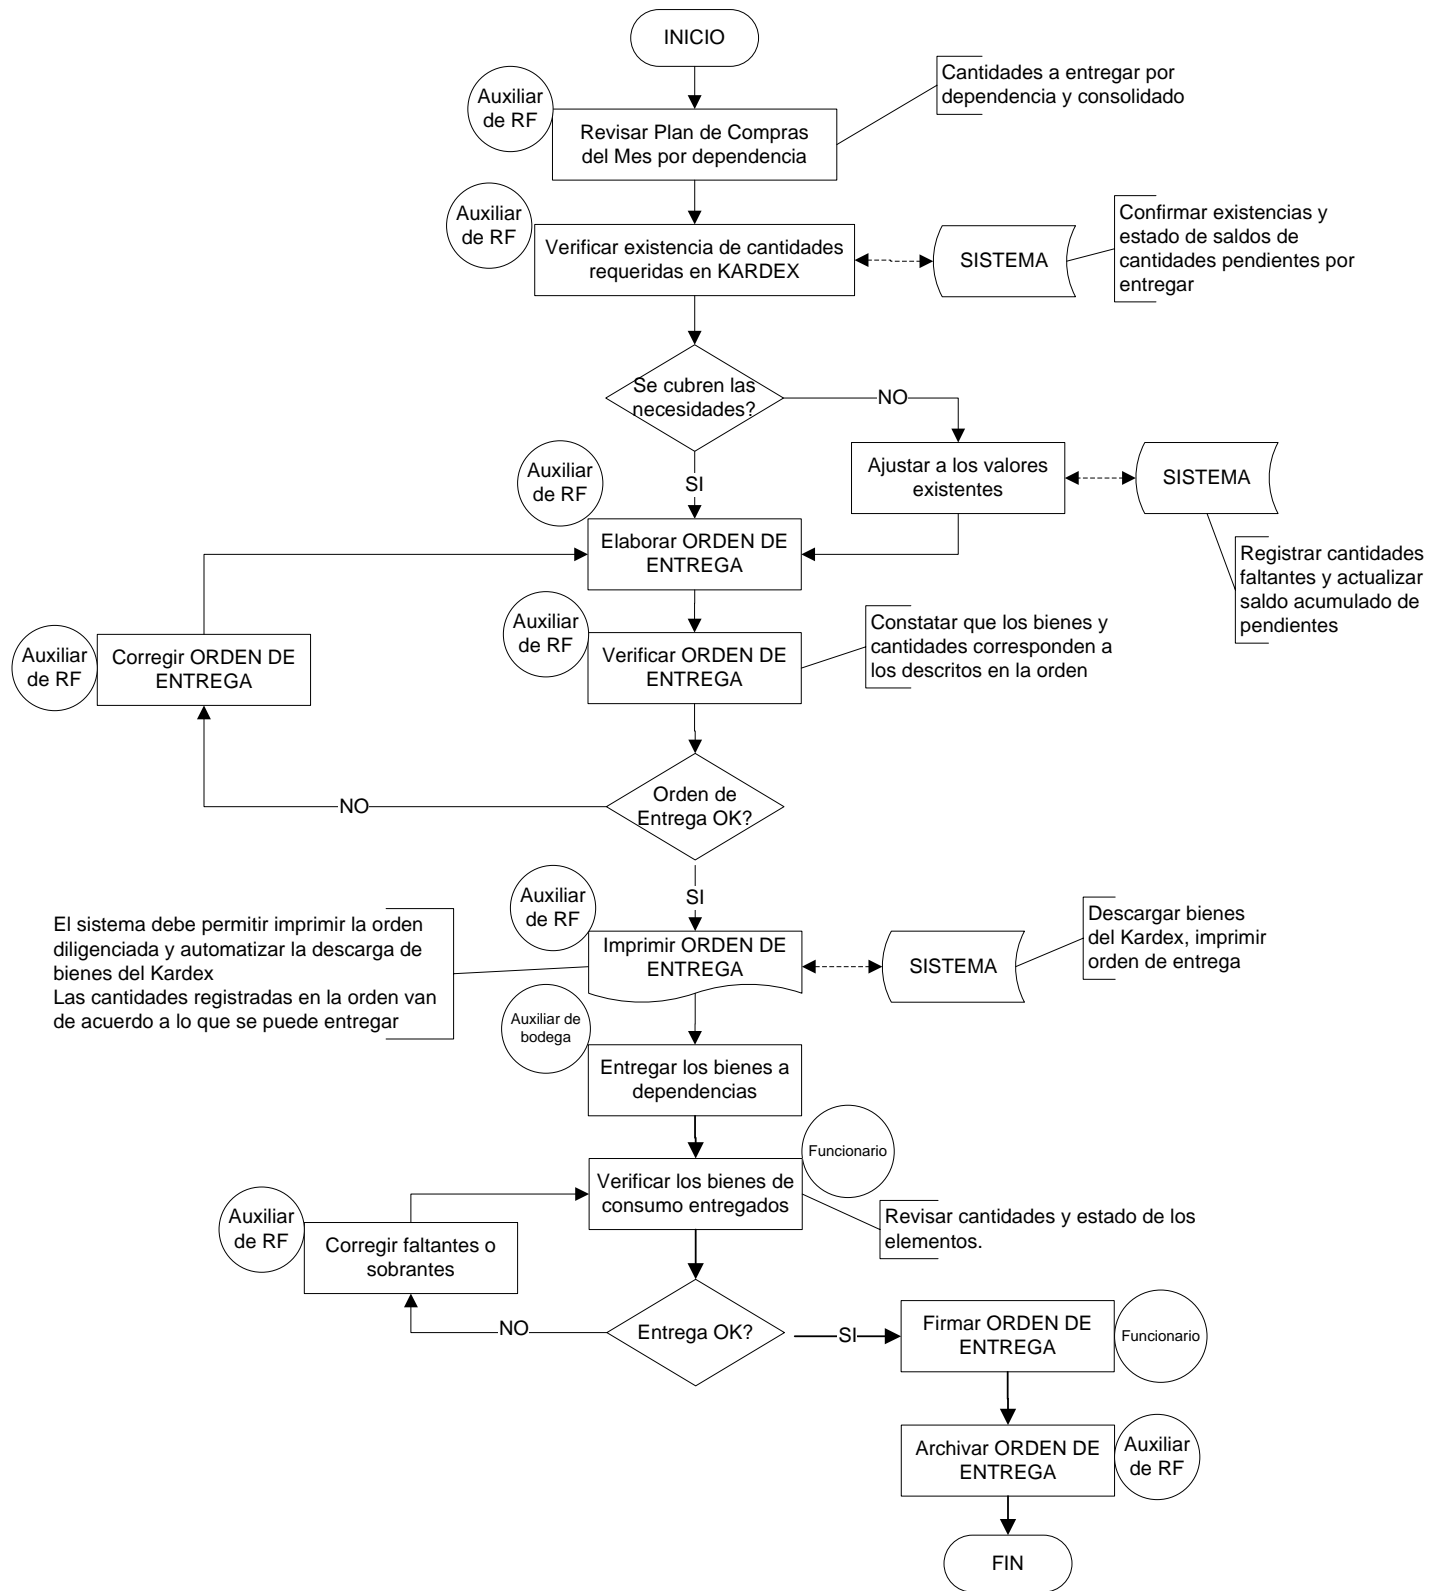 INICIO
Auxiliar
de RF
Revisar Plan de Compras
del Mes por dependencia
Cantidades a entregar por
dependencia y consolidado
Auxiliar
de RF
Verificar existencia de cantidades
requeridas en KARDEX
SISTEMA
Confirmar existencias y
estado de saldos de
cantidades pendientes por
entregar
Se cubren las
necesidades?
NO
Ajustar a los valores
existentes
SISTEMA
Registrar cantidades
faltantes y actualizar
saldo acumulado de
pendientes
SI
Auxiliar
de RF
Elaborar ORDEN DE
ENTREGA
Auxiliar
de RF
Verificar ORDEN DE
ENTREGA
Constatar que los bienes y
cantidades corresponden a
los descritos en la orden
Auxiliar
de RF
Corregir ORDEN DE
ENTREGA
Orden de
Entrega OK?
NO
SI
Auxiliar
de RF
Imprimir ORDEN DE
ENTREGA
El sistema debe permitir imprimir la orden
diligenciada y automatizar la descarga de
bienes del Kardex
Las cantidades registradas en la orden van
de acuerdo a lo que se puede entregar
SISTEMA
Descargar bienes
del Kardex, imprimir
orden de entrega
Auxiliar de
bodega
Entregar los bienes a
dependencias
Funcionario
Verificar los bienes de
consumo entregados
Revisar cantidades y estado de los
elementos.
Auxiliar
de RF
Corregir faltantes o
sobrantes
Entrega OK?
NO
SI
Firmar ORDEN DE
ENTREGA
Funcionario
Archivar ORDEN DE
ENTREGA
Auxiliar
de RF
FIN